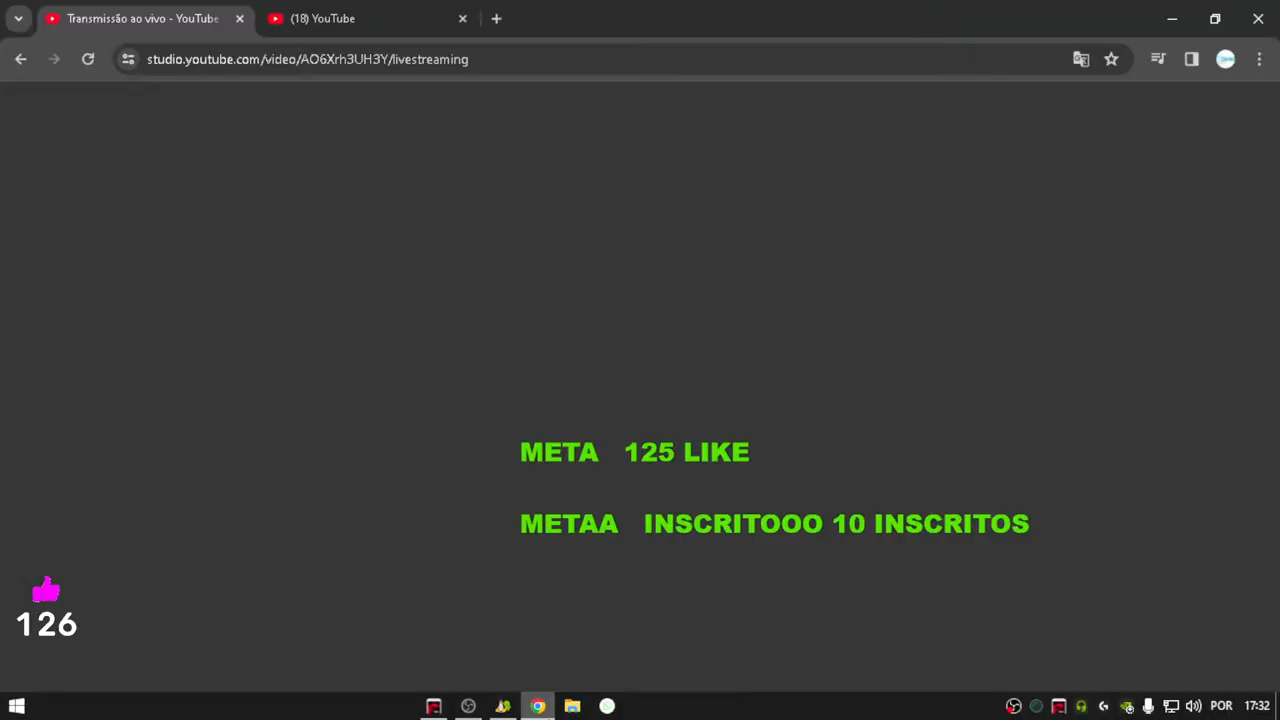 Transmissão ao vivo - YouTube
(18) YouTube
studio.youtube.com/video/AO6Xrh3UH3Y/livestreaming
META 125 LIKE
METAA INSCRITOOO 10 INSCRITOS
126
POR 17:32